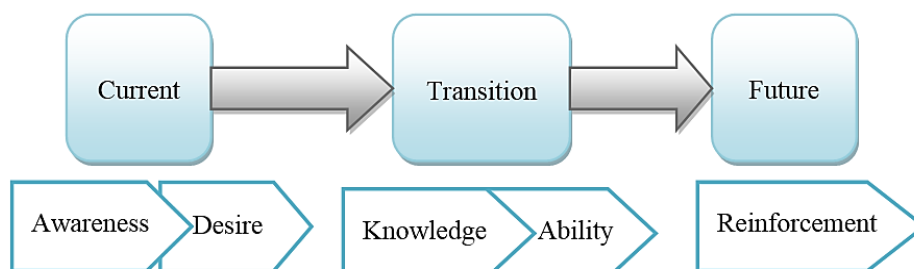 Current
Transition
Future
Awareness
Desire
Knowledge
Ability
Reinforcement